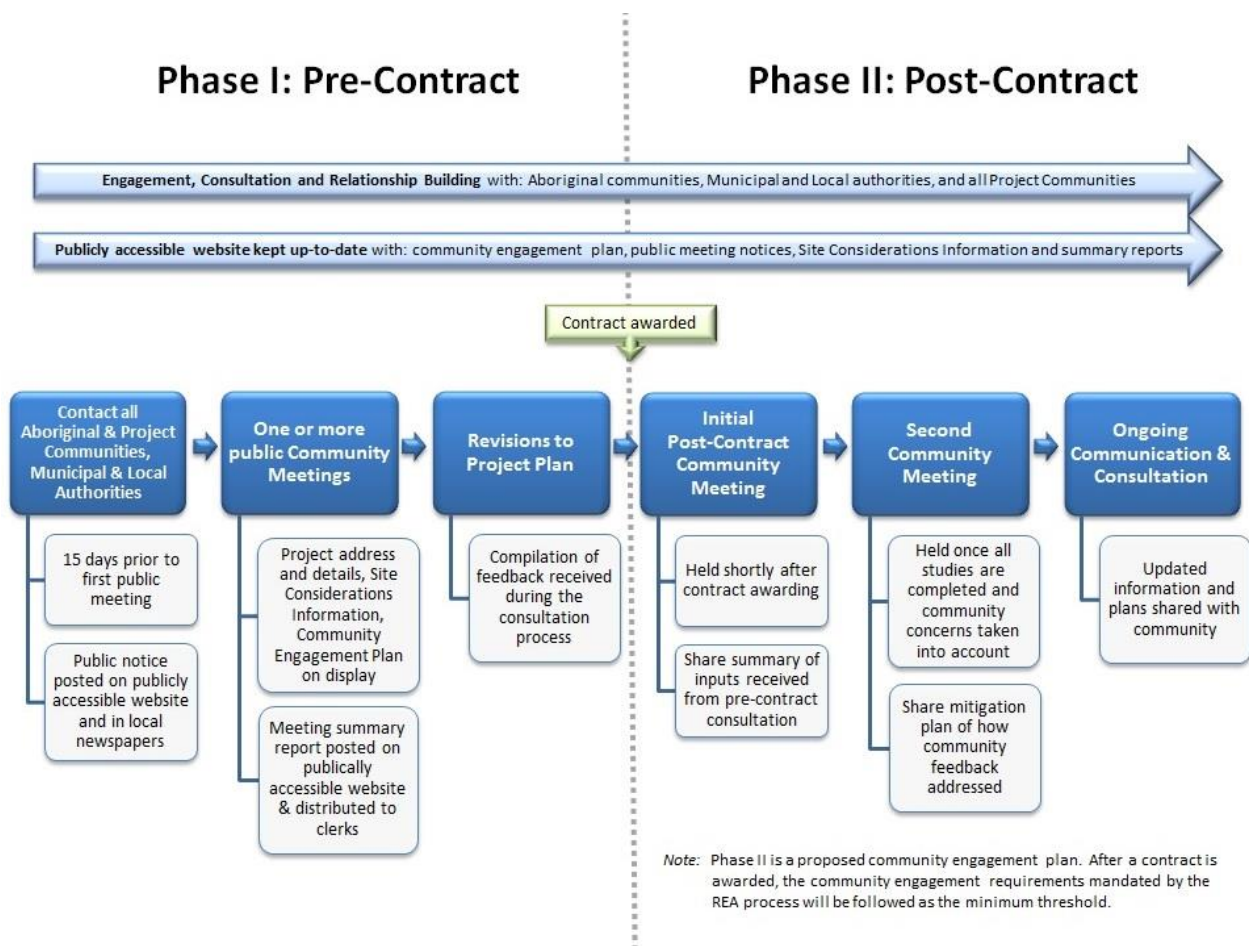 Phase I: Pre-Contract
Phase II: Post-Contract
Engagement, Consultation and Relationship Building with: Aboriginal communities, Municipal and Local authorities, and all Project Communities
Publicly accessible website kept up-to-date with: community engagement plan, public meeting notices, Site Considerations Information and summary reports
Contract awarded
Contact all
Aboriginal & Project
Communities,
Municipal & Local
Authorities
15 days prior to
first public
meeting
Public notice
posted on publicly
accessible website
and in local
newspapers
One or more
public Community
Meetings
Project address
and details, Site
Considerations
Information,
Community
Engagement Plan
on display
Meeting summary
report posted on
publically
accessible website
& distributed to
clerks
Revisions to
Project Plan
Compilation of
feedback received
during the
consultation
process
Initial
Post-Contract
Community
Meeting
Held shortly after
contract awarding
Share summary of
inputs received
from pre-contract
consultation
Second
Community
Meeting
Held once all
studies are
completed and
community
concerns taken
into account
Share mitigation
plan of how
community
feedback
addressed
Ongoing
Communication &
Consultation
Updated
information and
plans shared with
community
Note: Phase II is a proposed community engagement plan. After a contract is
awarded, the community engagement requirements mandated by the
REA process will be followed as the minimum threshold.